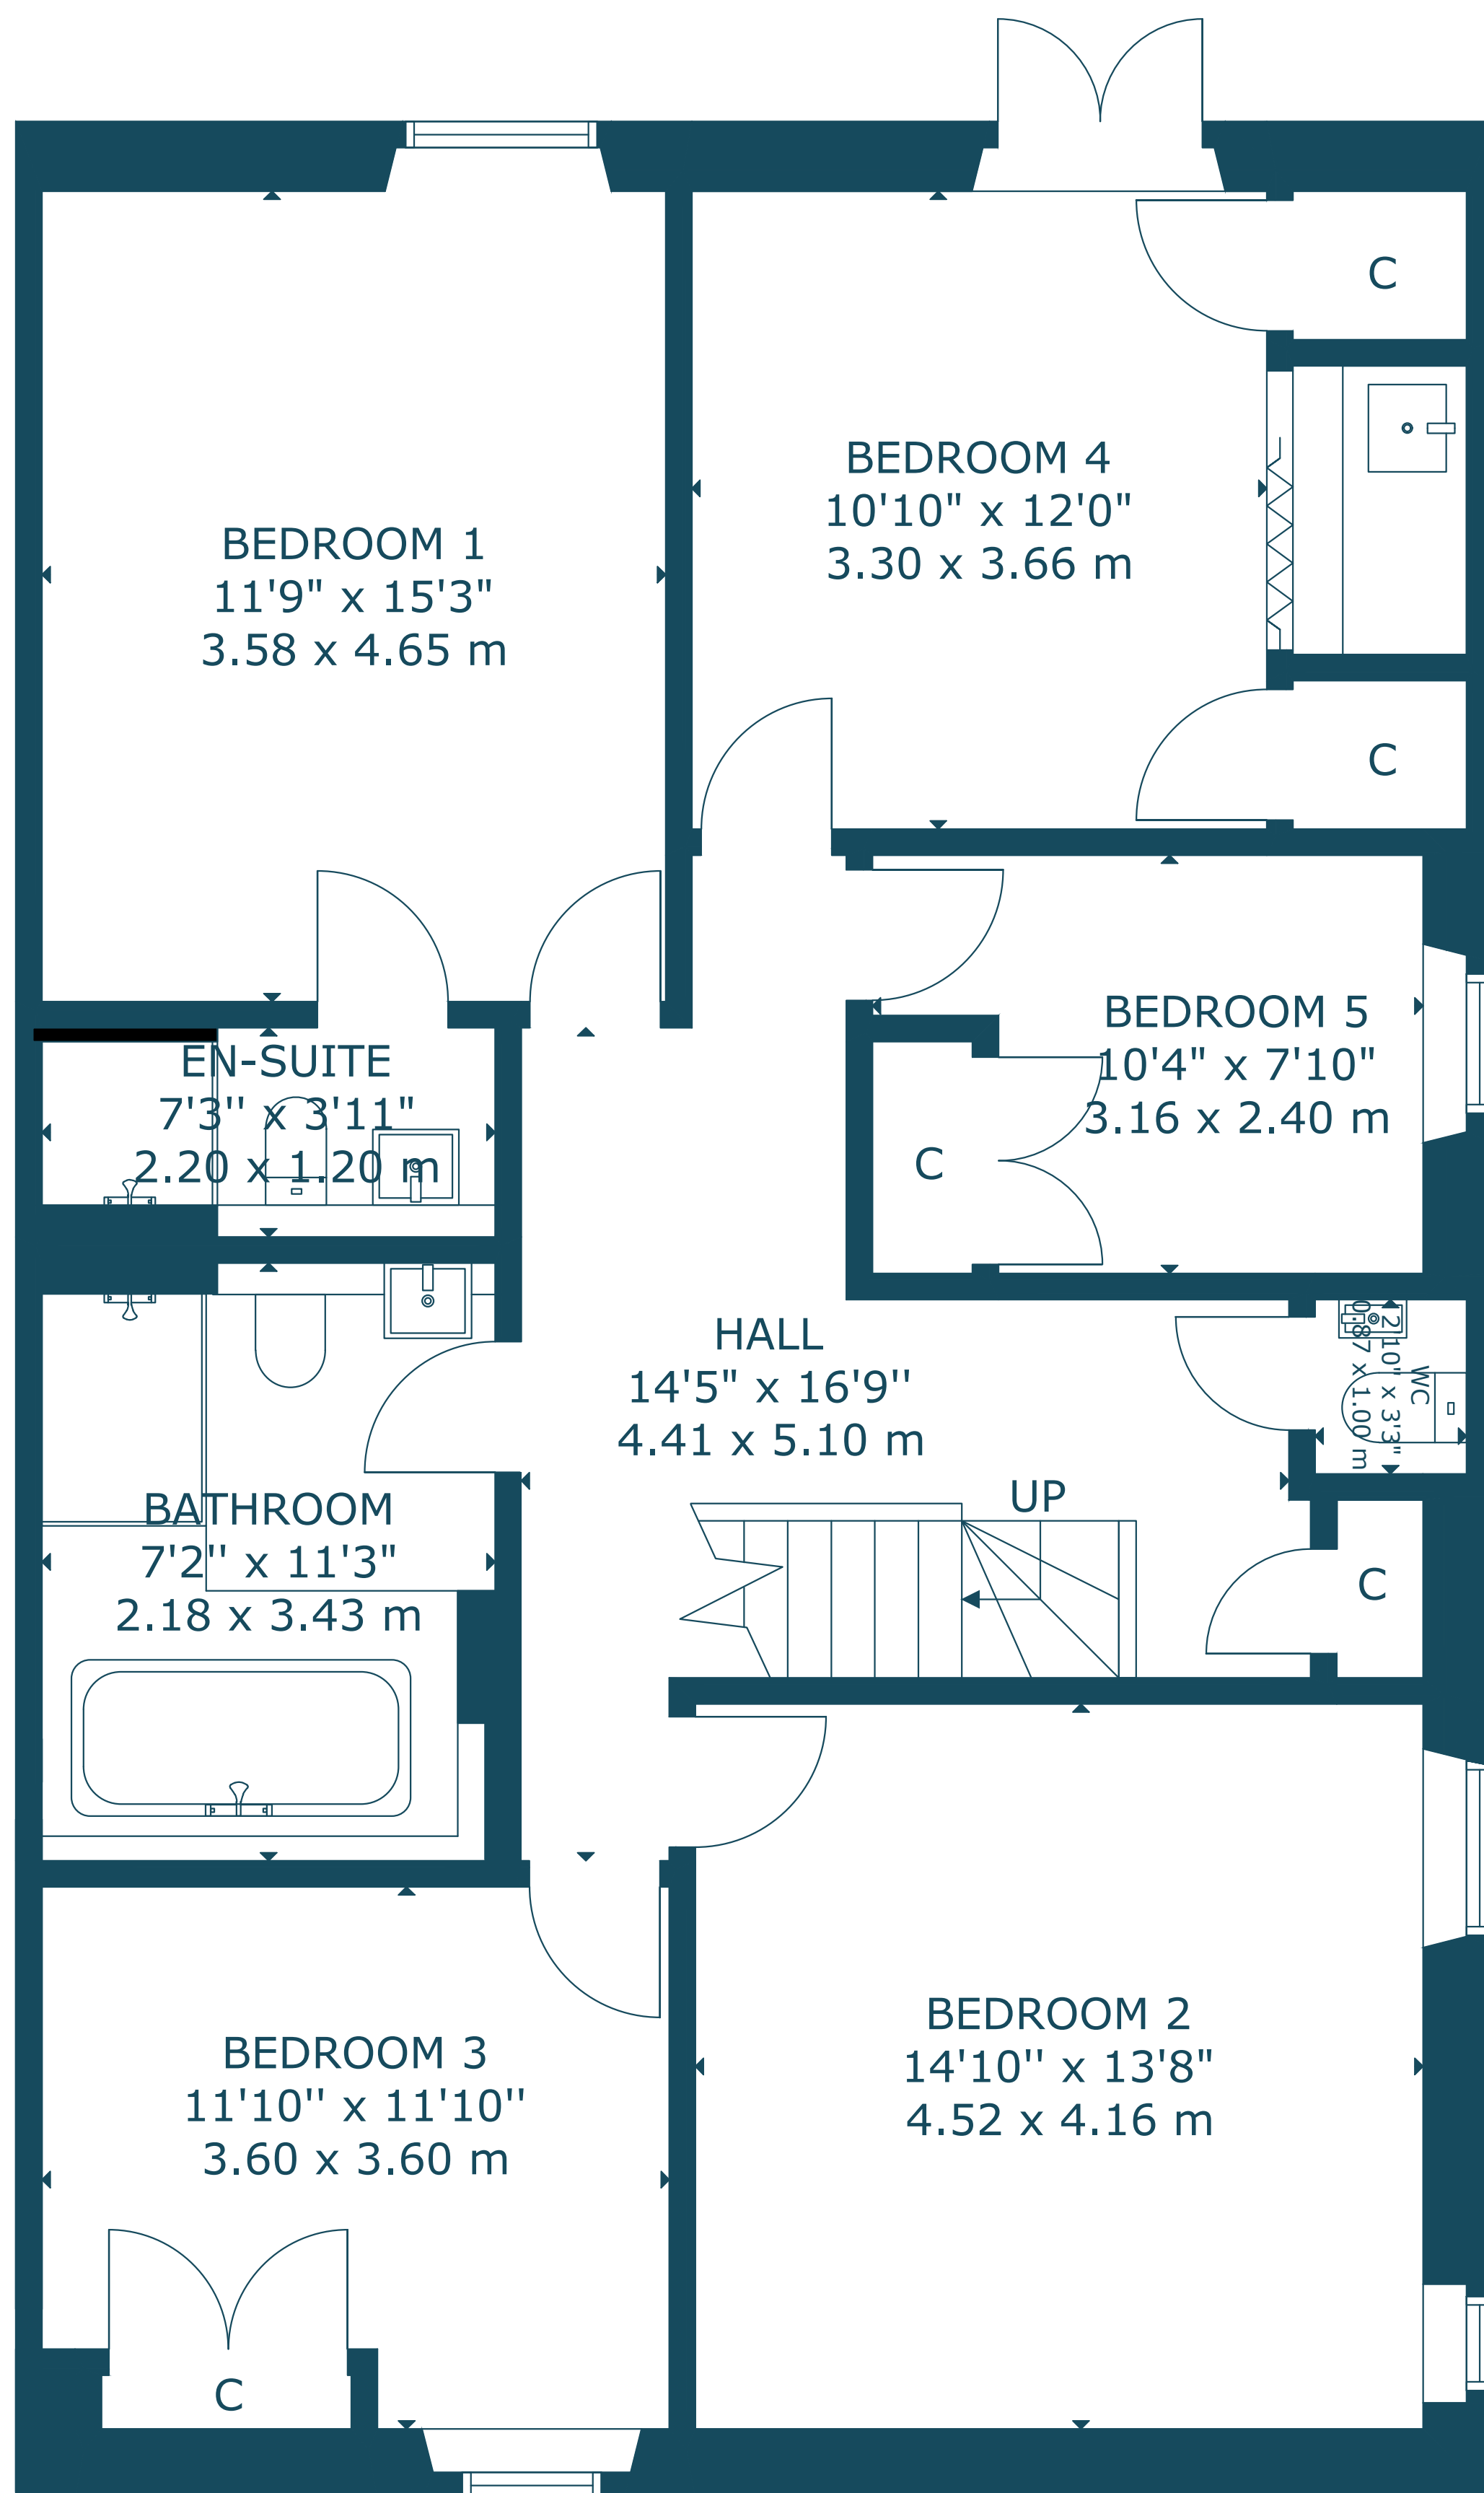 C
BEDROOM 4
10'10" x 12'0"
3.30 x 3.66 m
BEDROOM 1
11'9" x 15'3"
3.58 x 4.65 m
C
BEDROOM 5
10'4" x 7'10"
3.16 x 2.40 m
EN-SUITE
7'3" x 3'11"
2.20 x 1.20 m
C
HALL
14'5" x 16'9"
4.41 x 5.10 m
WC
2'10" x 3'3"
0.87 x 1.00 m
UP
BATHROOM
7'2" x 11'3"
2.18 x 3.43 m
C
BEDROOM 2
14'10" x 13'8"
4.52 x 4.16 m
BEDROOM 3
11'10" x 11'10"
3.60 x 3.60 m
C